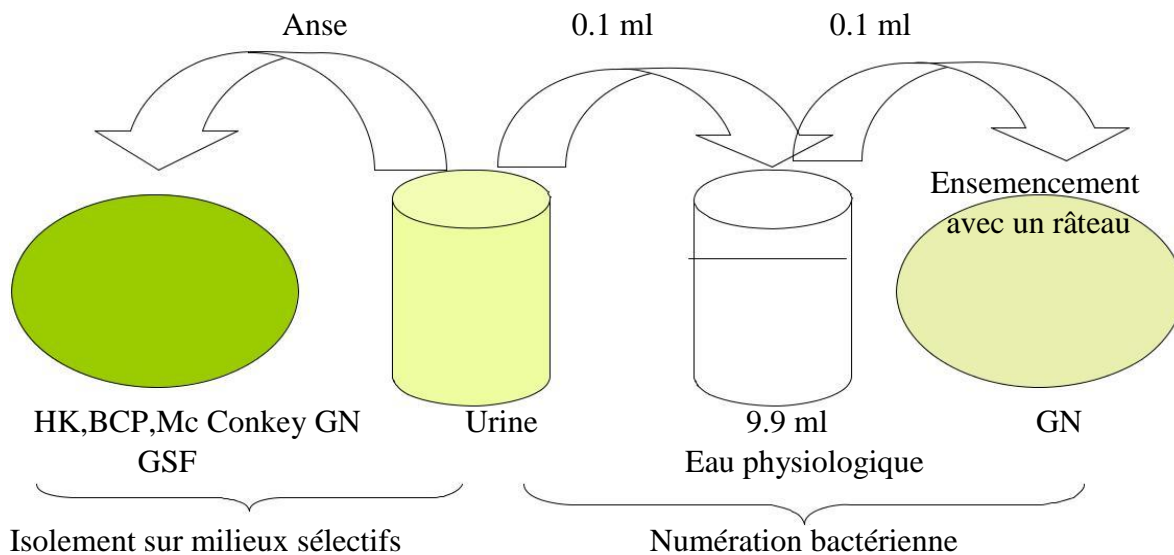 Anse
0.1 ml
0.1 ml
Ensemencement
avec un râteau
HK,BCP,Mc Conkey GN
GSF
Urine
9.9 ml
Eau physiologique
GN
Isolement sur milieux sélectifs
Numération bactérienne